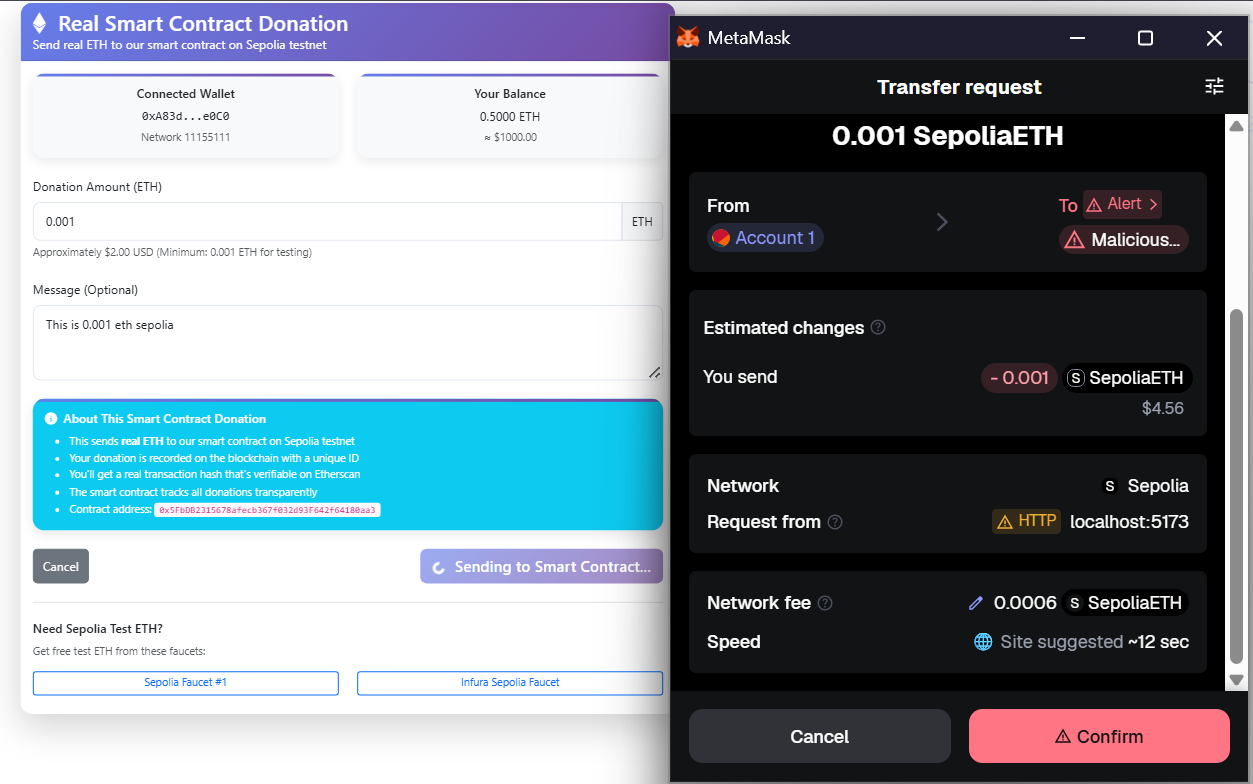 Real Smart Contract Donation
Send real ETH to our smart contract on Sepolia testnet
Connected Wallet
0xA83d...e0C0
Network 11155111
Your Balance
0.5000 ETH
≈ $1000.00
Donation Amount (ETH)
0.001
ETH
Approximately $2.00 USD (Minimum: 0.001 ETH for testing)
Message (Optional)
This is 0.001 eth sepolia
About This Smart Contract Donation
• This sends real ETH to our smart contract on Sepolia testnet
• Your donation is recorded on the blockchain with a unique ID
• You'll get a real transaction hash that's verifiable on Etherscan
• The smart contract tracks all donations transparently
• Contract address: 0x5FbDB2315678afecb367f032d93F642f64180aa3
Cancel
Sending to Smart Contract...
Need Sepolia Test ETH?
Get free test ETH from these faucets:
Sepolia Faucet #1
Infura Sepolia Faucet
MetaMask
Transfer request
0.001 SepoliaETH
From
Account 1
To
Alert
Malicious...
Estimated changes
You send
- 0.001
S SepoliaETH
$4.56
Network
S Sepolia
Request from
HTTP
localhost:5173
Network fee
0.0006
S SepoliaETH
Speed
Site suggested ~12 sec
Cancel
Confirm